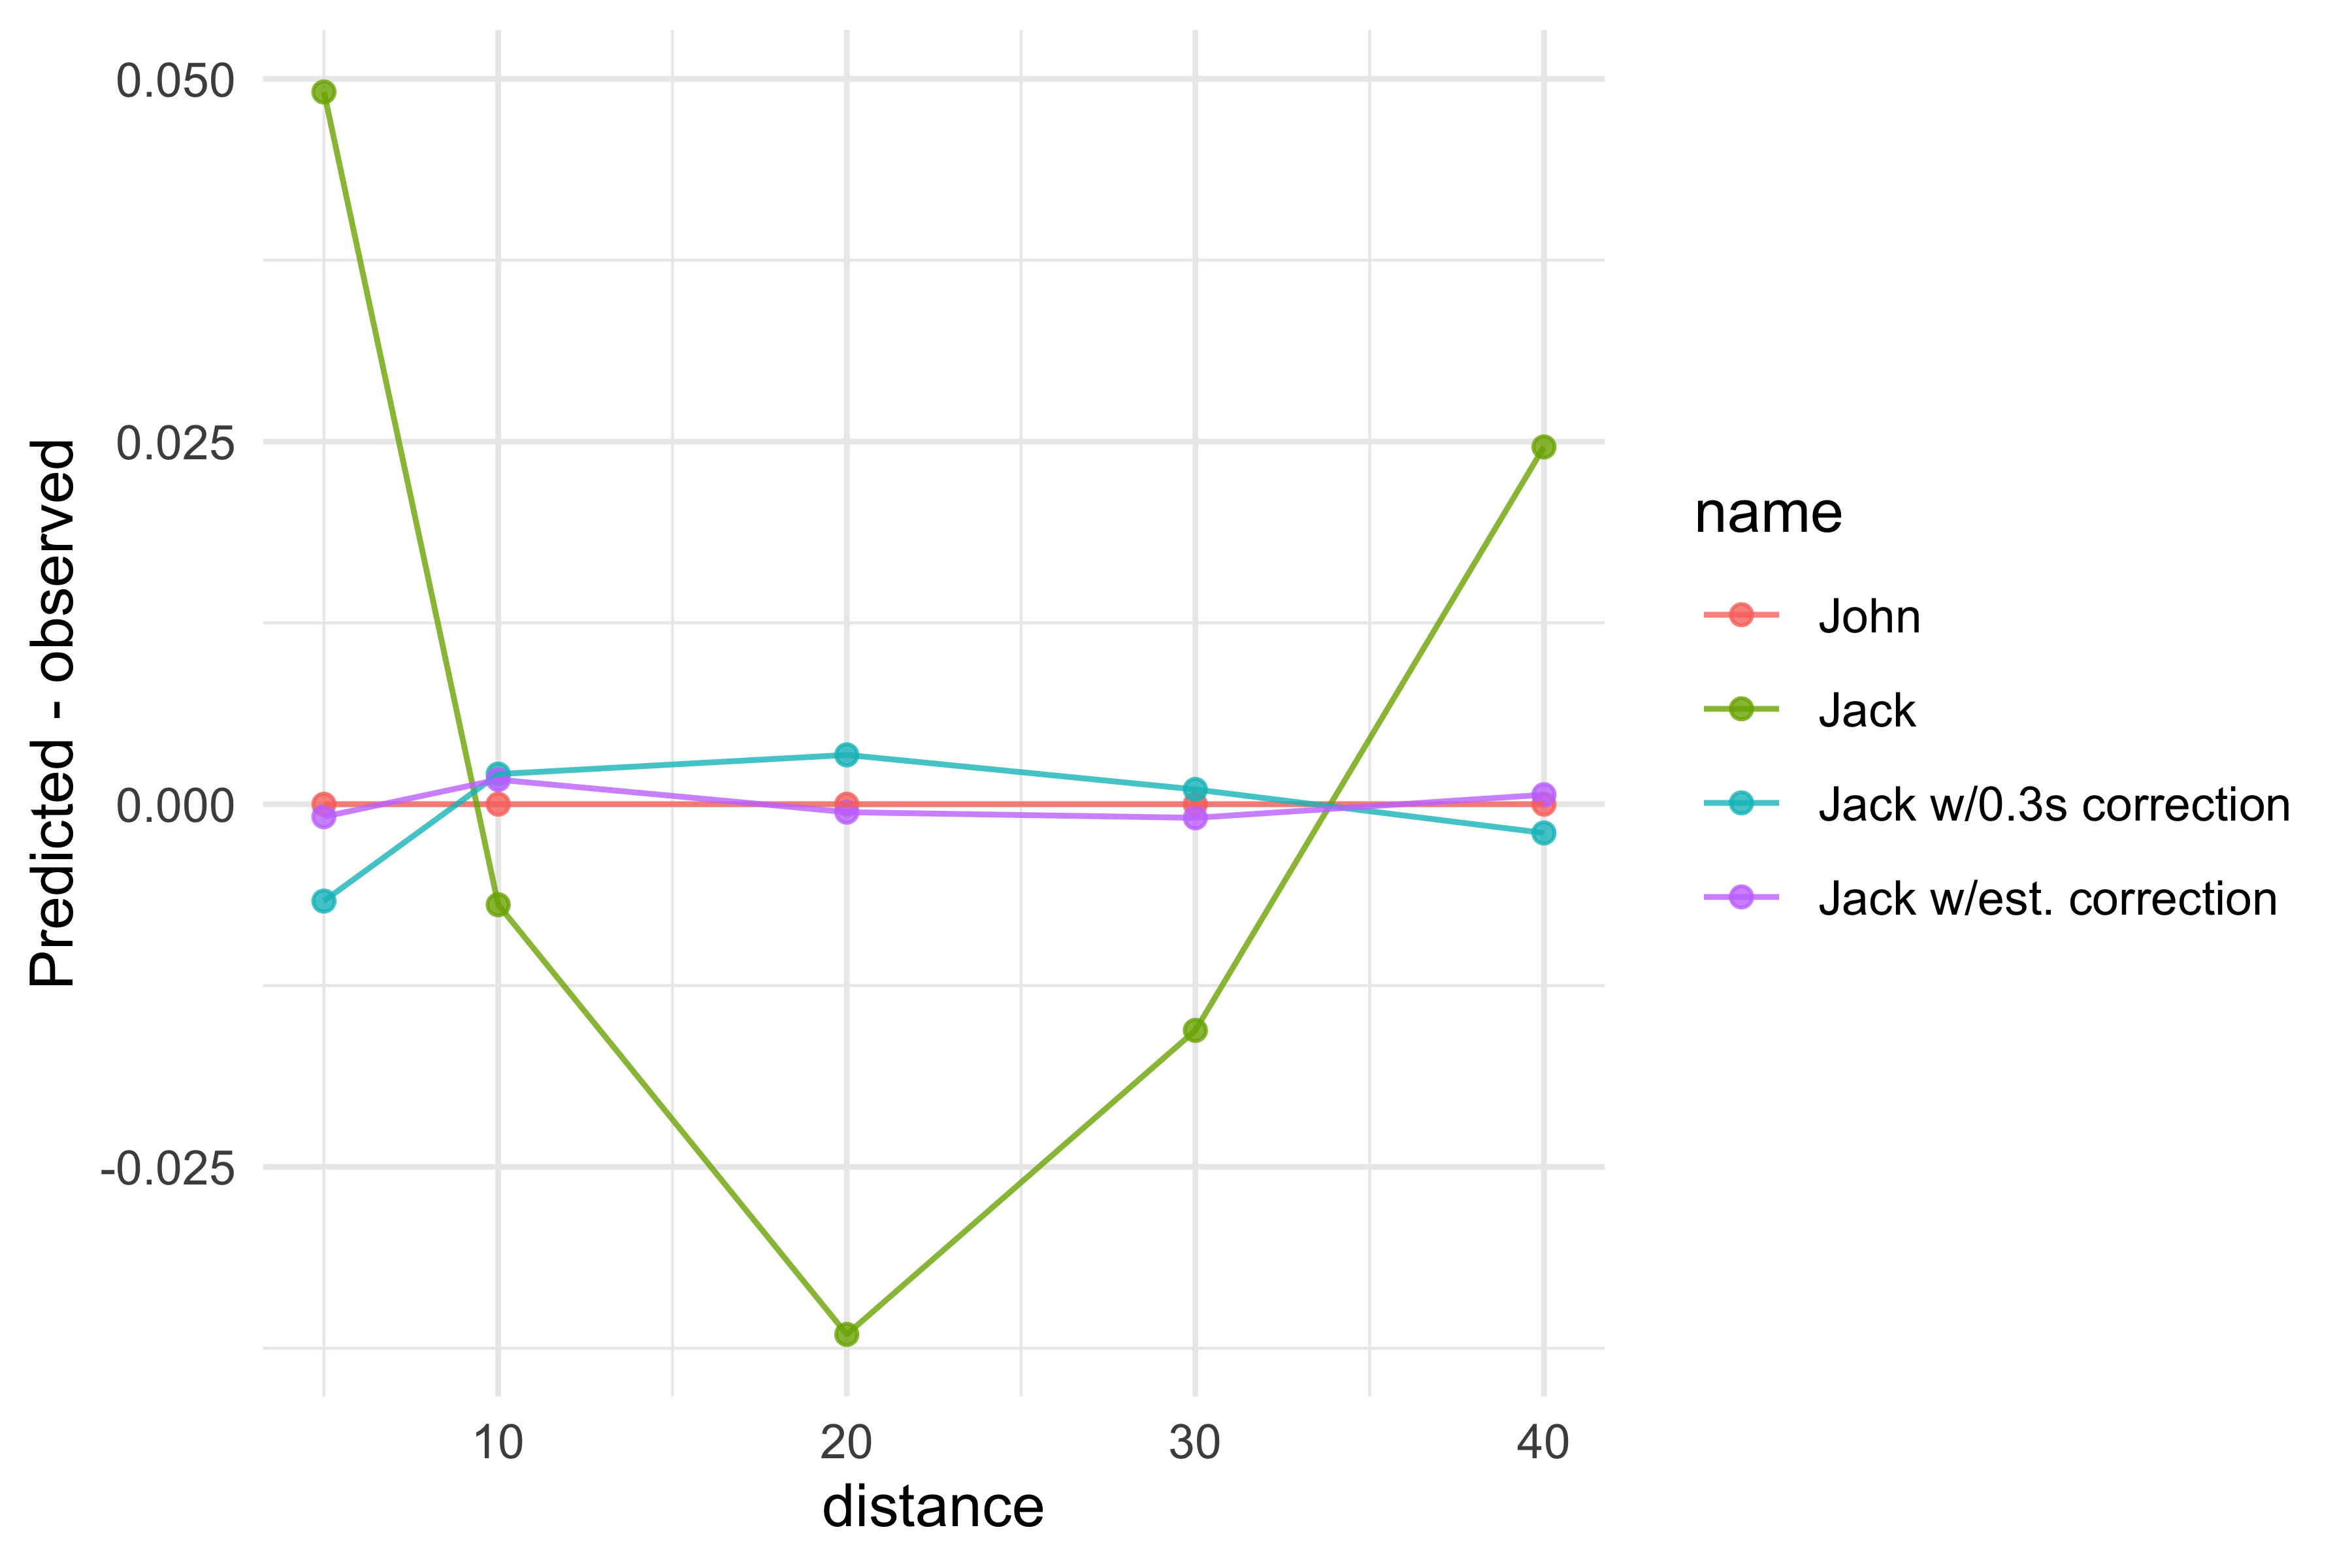 0.050
0.025
0.000
-0.025
Predicted - observed
10 20 30 40
distance
name
John
Jack
Jack w/0.3s correction
Jack w/est. correction